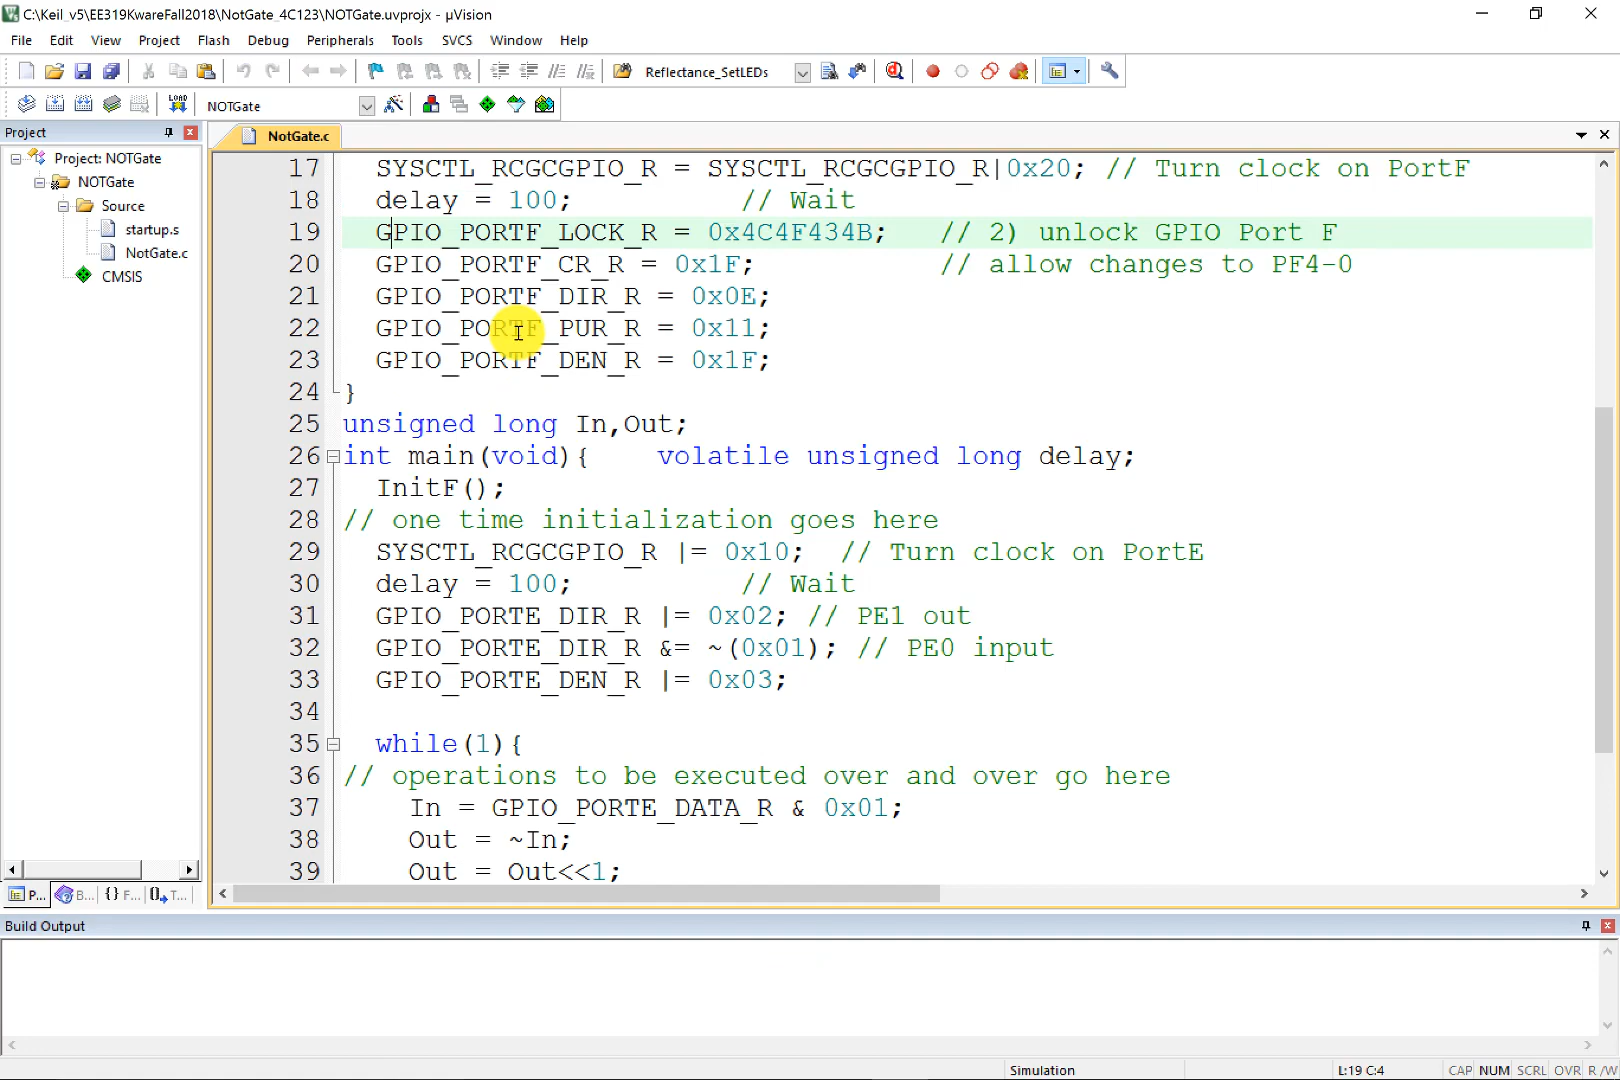 C:\Keil_v5\EE319KwareFall2018\NotGate_4C123\NOTGate.uvprojx - µVision
File Edit View Project Flash Debug Peripherals Tools SVCS Window Help
Reflectance_SetLEDs
LOAD NOTGate
Project
Project: NOTGate
NOTGate
Source
startup.s
NotGate.c
CMSIS
P... B... {} F... T...
NotGate.c
17 SYSCTL_RCGCGPIO_R = SYSCTL_RCGCGPIO_R|0x20; // Turn clock on PortF
18 delay = 100; // Wait
19 GPIO_PORTF_LOCK_R = 0x4C4F434B; // 2) unlock GPIO Port F
20 GPIO_PORTF_CR_R = 0x1F; // allow changes to PF4-0
21 GPIO_PORTF_DIR_R = 0x0E;
22 GPIO_PORTF_PUR_R = 0x11;
23 GPIO_PORTF_DEN_R = 0x1F;
24 }
25 unsigned long In,Out;
26 int main(void){ volatile unsigned long delay;
27 InitF();
28 // one time initialization goes here
29 SYSCTL_RCGCGPIO_R |= 0x10; // Turn clock on PortE
30 delay = 100; // Wait
31 GPIO_PORTE_DIR_R |= 0x02; // PE1 out
32 GPIO_PORTE_DIR_R &= ~(0x01); // PE0 input
33 GPIO_PORTE_DEN_R |= 0x03;
34
35 while(1){
36 // operations to be executed over and over go here
37 In = GPIO_PORTE_DATA_R & 0x01;
38 Out = ~In;
39 Out = Out<<1;
Build Output
Simulation L:19 C:4 CAP NUM SCRL OVR R/W